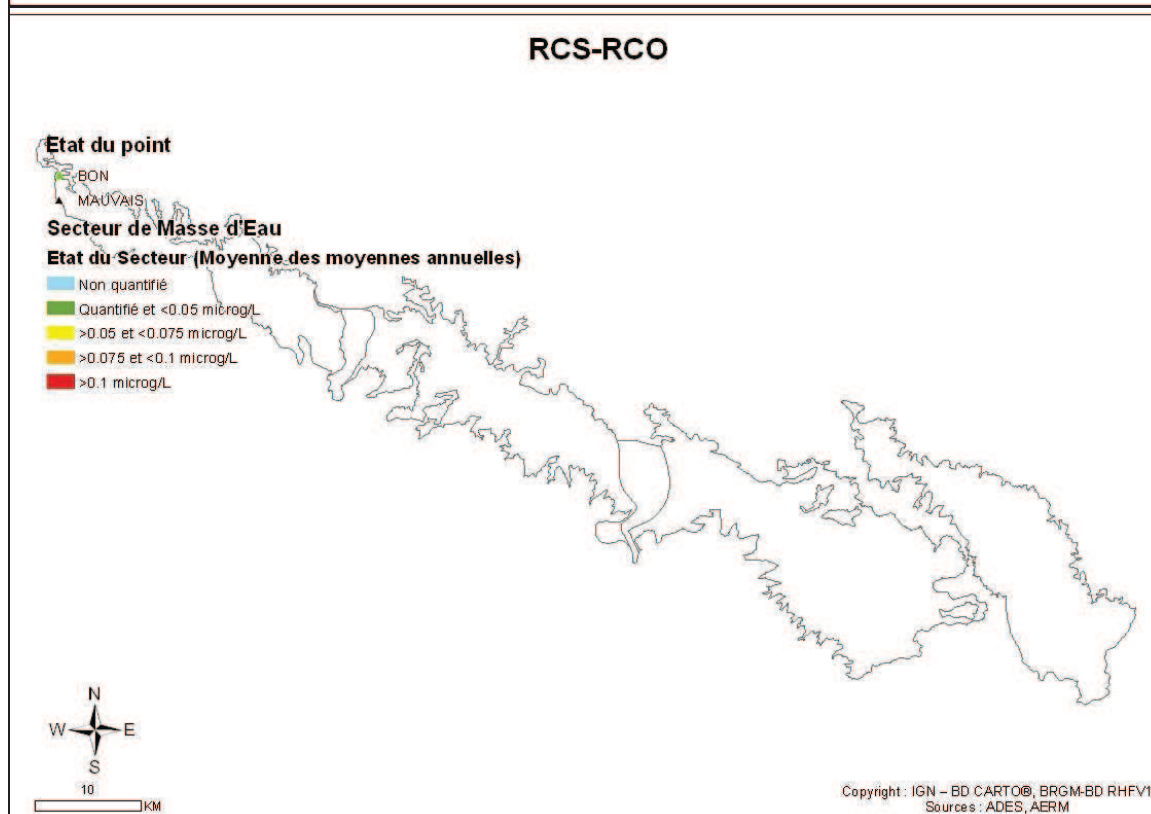 RCS-RCO
Etat du point
BON
MAUVAIS
Secteur de Masse d'Eau
Etat du Secteur (Moyenne des moyennes annuelles)
Non quantifié
Quantifié et <0.05 microg/L
>0.05 et <0.075 microg/L
>0.075 et <0.1 microg/L
>0.1 microg/L
N
W E
S
10
KM
Copyright : IGN – BD CARTO®, BRGM-BD RHFV1
Sources : ADES, AERM